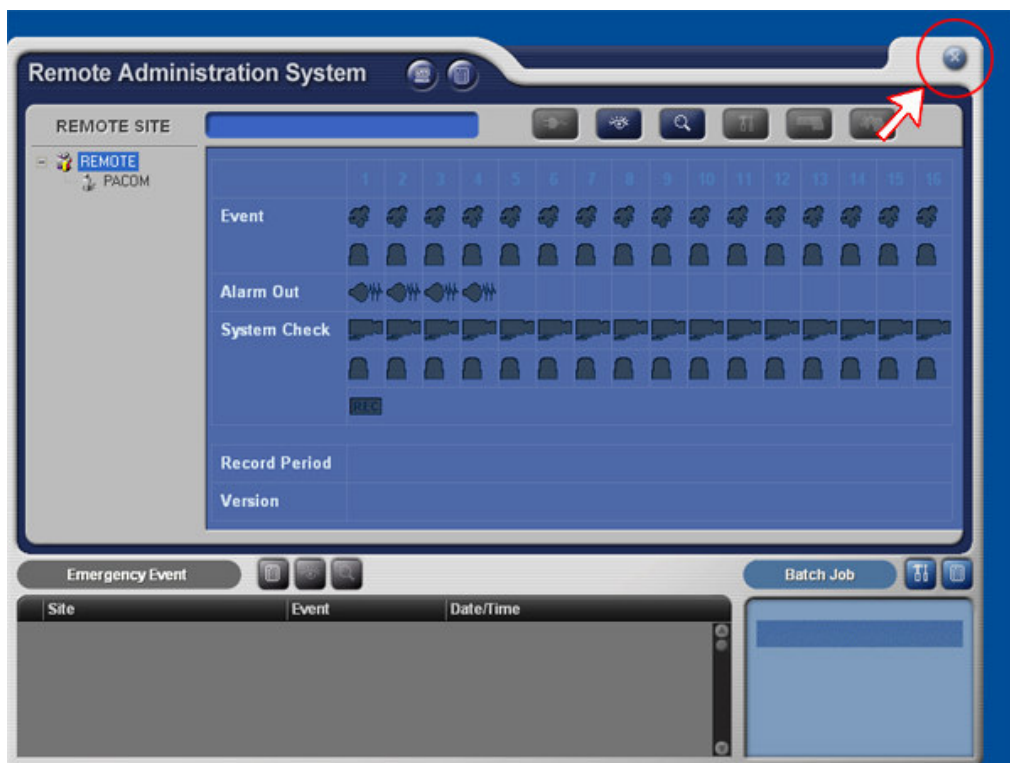 Remote Administration System
REMOTE SITE
REMOTE
PACOM
1 2 3 4 5 6 7 8 9 10 11 12 13 14 15 16
Event
Alarm Out
System Check
REC
Record Period
Version
Emergency Event
Batch Job
Site Event Date/Time